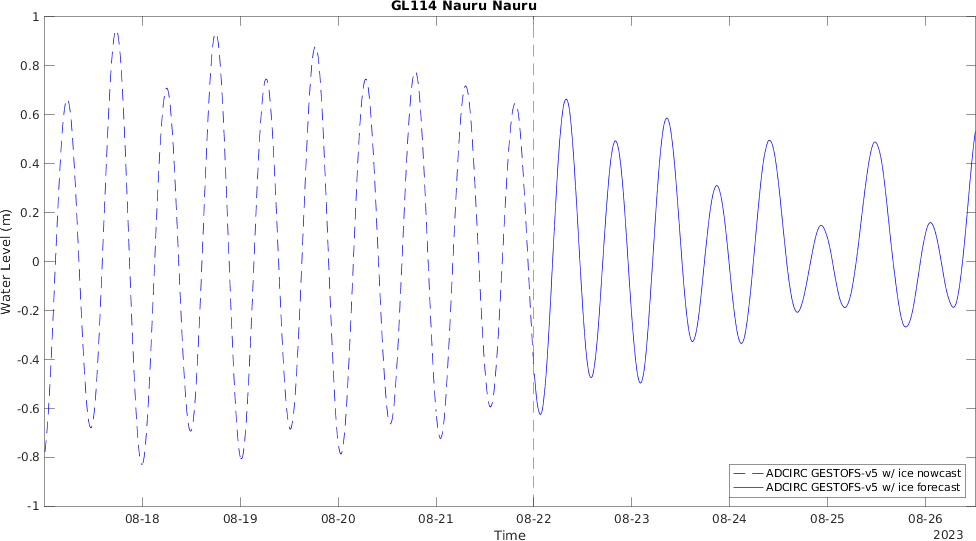 GL114 Nauru Nauru
1
0.8
0.6
0.4
0.2
0
-0.2
-0.4
-0.6
-0.8
-1
Water Level (m)
ADCIRC GESTOFS-v5 w/ ice nowcast
ADCIRC GESTOFS-v5 w/ ice forecast
08-18 08-19 08-20 08-21 08-22 08-23 08-24 08-25 08-26
Time
2023